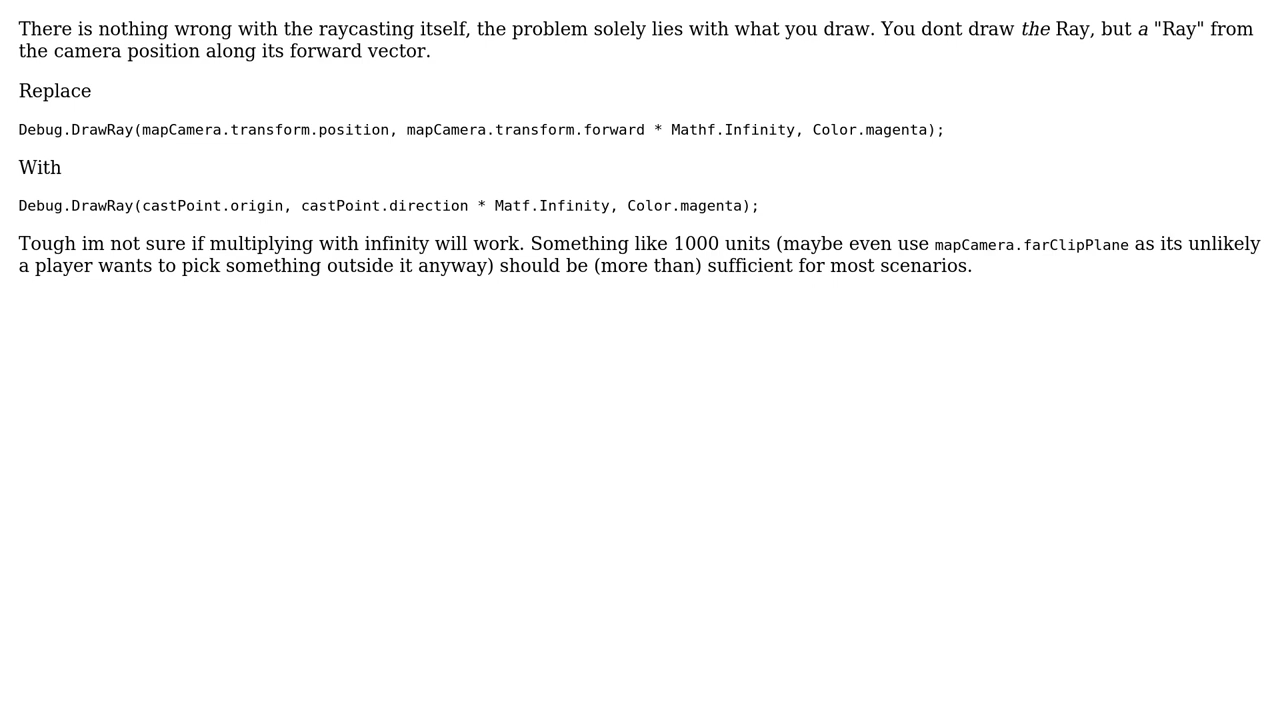 There is nothing wrong with the raycasting itself, the problem solely lies with what you draw. You dont draw the Ray, but a "Ray" from
the camera position along its forward vector.
Replace
Debug.DrawRay(mapCamera.transform.position, mapCamera.transform.forward * Mathf.Infinity, Color.magenta);
With
Debug.DrawRay(castPoint.origin, castPoint.direction * Matf.Infinity, Color.magenta);
Tough im not sure if multiplying with infinity will work. Something like 1000 units (maybe even use mapCamera.farClipPlane as its unlikely
a player wants to pick something outside it anyway) should be (more than) sufficient for most scenarios.